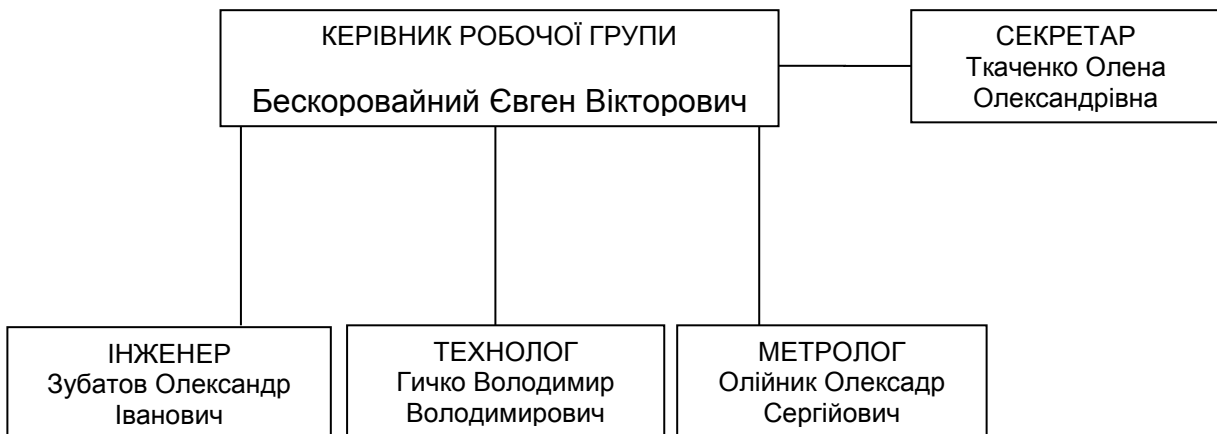 КЕРІВНИК РОБОЧОЇ ГРУПИ
Бескоровайний Євген Вікторович
СЕКРЕТАР
Ткаченко Олена
Олександрівна
ІНЖЕНЕР
Зубатов Олександр
Іванович
ТЕХНОЛОГ
Гичко Володимир
Володимирович
МЕТРОЛОГ
Олійник Олексадр
Сергійович